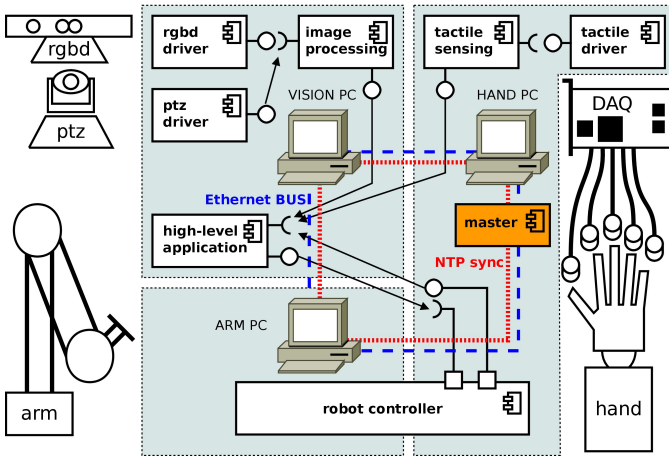 rgbd
ptz
rgbd
driver
image
processing
ptz
driver
VISION PC
tactile
sensing
tactile
driver
HAND PC
DAQ
Ethernet BUS
high-level
application
master
NTP sync
ARM PC
robot controller
arm
hand